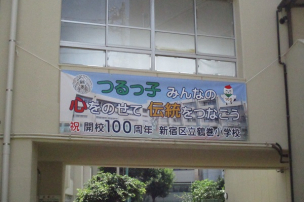 つるっ子 みんなの
心をのせて 伝統をつなごう
祝 開校100周年 新宿区立鶴巻小学校